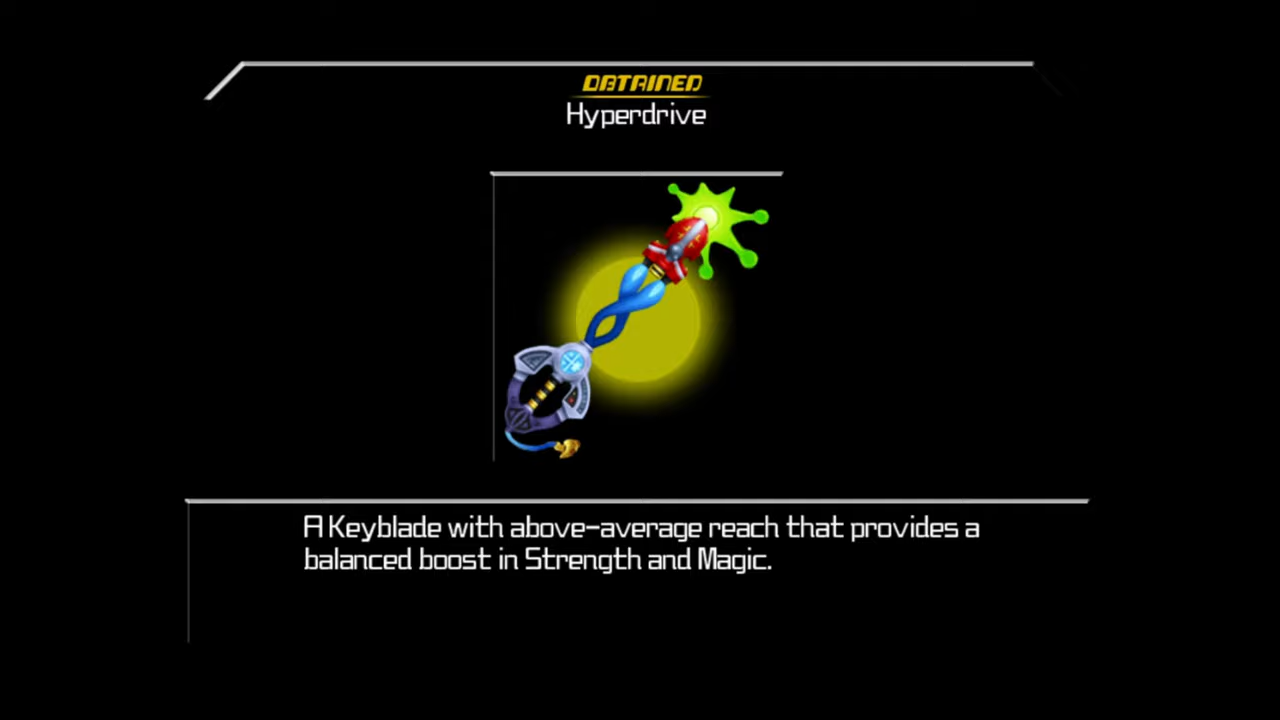 OBTAINED
Hyperdrive
A Keyblade with above-average reach that provides a
balanced boost in Strength and Magic.